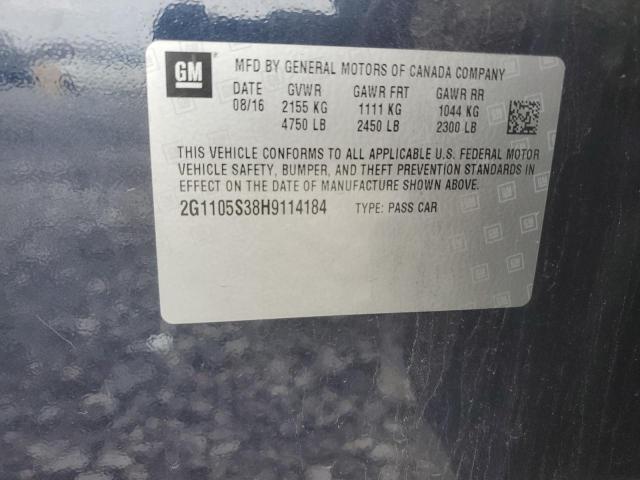 GM MFD BY GENERAL MOTORS OF CANADA COMPANY
DATE GVWR GAWR FRT GAWR RR
08/16 2155 KG 1111 KG 1044 KG
4750 LB 2450 LB 2300 LB
THIS VEHICLE CONFORMS TO ALL APPLICABLE U.S. FEDERAL MOTOR
VEHICLE SAFETY, BUMPER, AND THEFT PREVENTION STANDARDS IN
EFFECT ON THE DATE OF MANUFACTURE SHOWN ABOVE.
2G1105S38H9114184 TYPE: PASS CAR